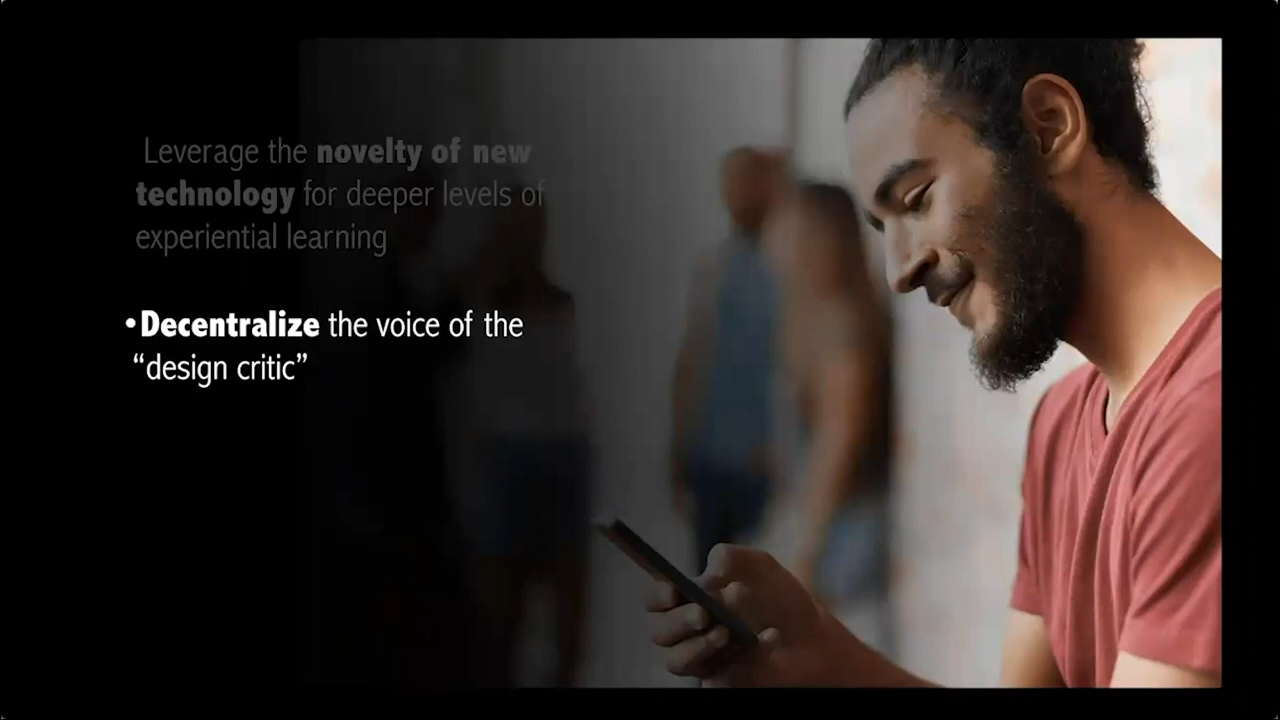 Leverage the novelty of new
technology for deeper levels of
experiential learning
•Decentralize the voice of the
“design critic”